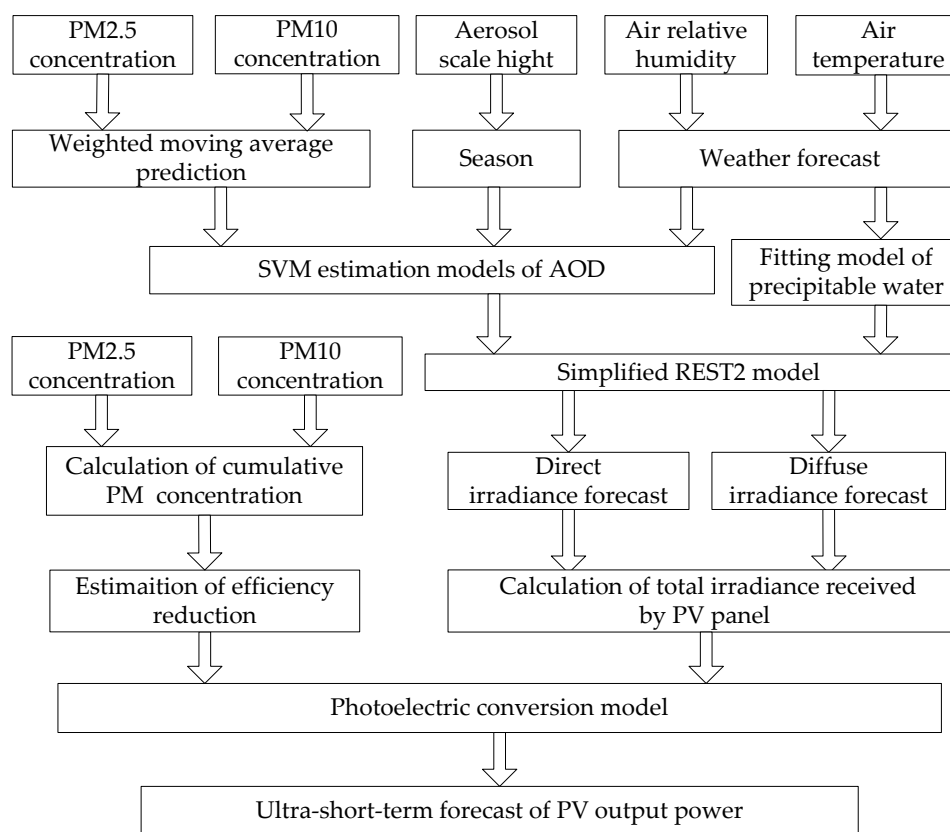 PM2.5
concentration
PM10
concentration
Aerosol
scale hight
Air relative
humidity
Air
temperature
Weighted moving average
prediction
Season
Weather forecast
SVM estimation models of AOD
Fitting model of
precipitable water
PM2.5
concentration
PM10
concentration
Simplified REST2 model
Calculation of cumulative
PM concentration
Direct
irradiance forecast
Diffuse
irradiance forecast
Estimaition of efficiency
reduction
Calculation of total irradiance received
by PV panel
Photoelectric conversion model
Ultra-short-term forecast of PV output power